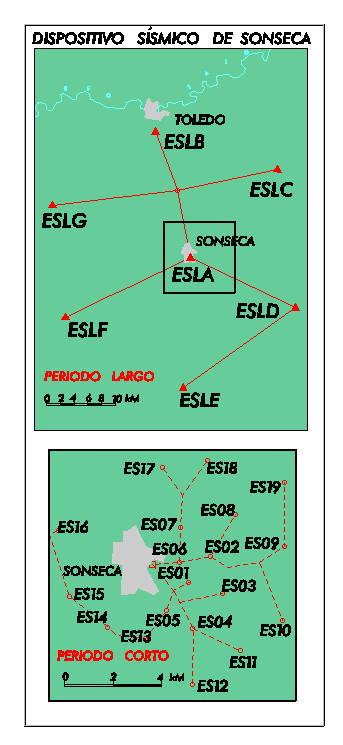 DISPOSITIVO SÍSMICO DE SONSECA
TOLEDO
ESLB
ESLC
ESLG
SONSECA
ESLA
ESLD
ESLF
PERIODO LARGO
ESLE
0 2 4 6 8 10 kM
ES17
ES18
ES19
ES08
ES16
ES07
ES06
ES02
ES09
SONSECA
ES01
ES03
ES15
ES14
ES05
ES04
ES13
ES10
PERIODO CORTO
ES11
0 2 4 kM
ES12